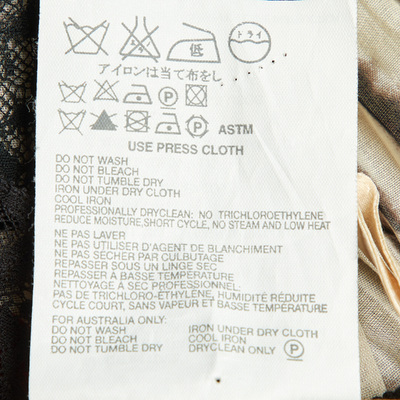 低
ドライ
アイロンは当て布をし
P
P
ASTM
USE PRESS CLOTH
DO NOT WASH
DO NOT BLEACH
DO NOT TUMBLE DRY
IRON UNDER DRY CLOTH
COOL IRON
PROFESSIONALLY DRYCLEAN: NO TRICHLOROETHYLENE
REDUCE MOISTURE,SHORT CYCLE, NO STEAM AND LOW HEAT
NE PAS LAVER
NE PAS UTILISER D'AGENT DE BLANCHIMENT
NE PAS SÉCHER PAR CULBUTAGE
REPASSER SOUS UN LINGE SEC
REPASSER À BASSE TEMPÉRATURE
NETTOYAGE À SEC PROFESSIONNEL:
PAS DE TRICHLORO-ÉTHYLÈNE, HUMIDITÉ RÉDUITE
CYCLE COURT, SANS VAPEUR ET BASSE TEMPÉRATURE
FOR AUSTRALIA ONLY:
DO NOT WASH IRON UNDER DRY CLOTH
DO NOT BLEACH COOL IRON
DO NOT TUMBLE DRY DRYCLEAN ONLY P